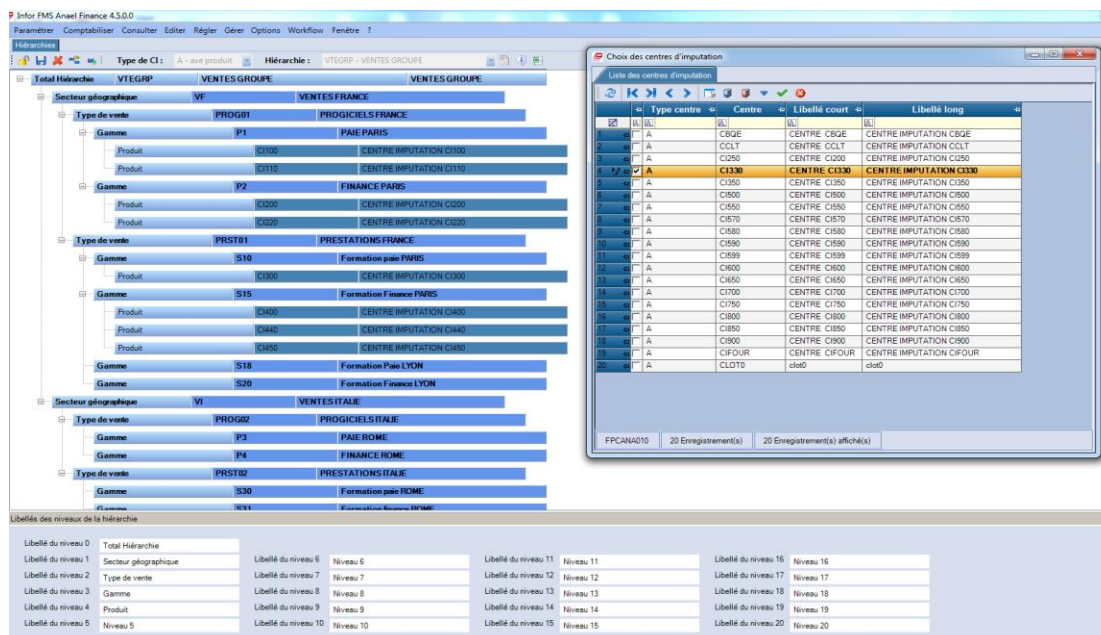 Infor FMS Anael Finance 4.5.0.0
Paramétrer Comptabiliser Consulter Editer Régler Gérer Options Workflow Fenêtre ?
Hiérarchies
Type de CI : A - axe produit Hiérarchie : VTEGRP - VENTES GROUPE
Total Hiérarchie VTEGRP VENTES GROUPE VENTES GROUPE
Secteur géographique VF VENTES FRANCE
Type de vente PROG01 PROGICIELS FRANCE
Gamme P1 PAIE PARIS
Produit CI100 CENTRE IMPUTATION CI100
Produit CI110 CENTRE IMPUTATION CI110
Gamme P2 FINANCE PARIS
Produit CI200 CENTRE IMPUTATION CI200
Produit CI220 CENTRE IMPUTATION CI220
Type de vente PRST01 PRESTATIONS FRANCE
Gamme S10 Formation paie PARIS
Produit CI300 CENTRE IMPUTATION CI300
Gamme S15 Formation Finance PARIS
Produit CI400 CENTRE IMPUTATION CI400
Produit CI440 CENTRE IMPUTATION CI440
Produit CI450 CENTRE IMPUTATION CI450
Gamme S18 Formation Paie LYON
Gamme S20 Formation Finance LYON
Secteur géographique VI VENTES ITALIE
Type de vente PROG02 PROGICIELS ITALIE
Gamme P3 PAIE ROME
Gamme P4 FINANCE ROME
Type de vente PRST02 PRESTATIONS ITALIE
Gamme S30 Formation paie ROME
Gamme S31 Formation finance ROME
Choix des centres d'imputation
Liste des centres d'imputation
Type centre Centre Libellé court Libellé long
1 A CBQE CENTRE CBQE CENTRE IMPUTATION CBQE
2 A CCLT CENTRE CCLT CENTRE IMPUTATION CCLT
3 A CI250 CENTRE CI200 CENTRE IMPUTATION CI250
4 A CI330 CENTRE CI330 CENTRE IMPUTATION CI330
5 A CI350 CENTRE CI350 CENTRE IMPUTATION CI350
6 A CI500 CENTRE CI500 CENTRE IMPUTATION CI500
7 A CI550 CENTRE CI550 CENTRE IMPUTATION CI550
8 A CI570 CENTRE CI570 CENTRE IMPUTATION CI570
9 A CI580 CENTRE CI580 CENTRE IMPUTATION CI580
10 A CI590 CENTRE CI590 CENTRE IMPUTATION CI590
11 A CI599 CENTRE CI599 CENTRE IMPUTATION CI599
12 A CI600 CENTRE CI600 CENTRE IMPUTATION CI600
13 A CI650 CENTRE CI650 CENTRE IMPUTATION CI650
14 A CI700 CENTRE CI700 CENTRE IMPUTATION CI700
15 A CI750 CENTRE CI750 CENTRE IMPUTATION CI750
16 A CI800 CENTRE CI800 CENTRE IMPUTATION CI800
17 A CI850 CENTRE CI850 CENTRE IMPUTATION CI850
18 A CI900 CENTRE CI900 CENTRE IMPUTATION CI900
19 A CIFOUR CENTRE CIFOUR CENTRE IMPUTATION CIFOUR
20 A CLOT0 clot0 clot0
FPCANA010 20 Enregistrement(s) 20 Enregistrement(s) affiché(s)
Libellés des niveaux de la hiérarchie
Libellé du niveau 0 Total Hiérarchie
Libellé du niveau 1 Secteur géographique Libellé du niveau 6 Niveau 6 Libellé du niveau 11 Niveau 11 Libellé du niveau 16 Niveau 16
Libellé du niveau 2 Type de vente Libellé du niveau 7 Niveau 7 Libellé du niveau 12 Niveau 12 Libellé du niveau 17 Niveau 17
Libellé du niveau 3 Gamme Libellé du niveau 8 Niveau 8 Libellé du niveau 13 Niveau 13 Libellé du niveau 18 Niveau 18
Libellé du niveau 4 Produit Libellé du niveau 9 Niveau 9 Libellé du niveau 14 Niveau 14 Libellé du niveau 19 Niveau 19
Libellé du niveau 5 Niveau 5 Libellé du niveau 10 Niveau 10 Libellé du niveau 15 Niveau 15 Libellé du niveau 20 Niveau 20